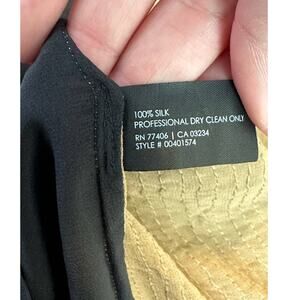 100% SILK
PROFESSIONAL DRY CLEAN ONLY
RN 77406 | CA 03234
STYLE # 00401574